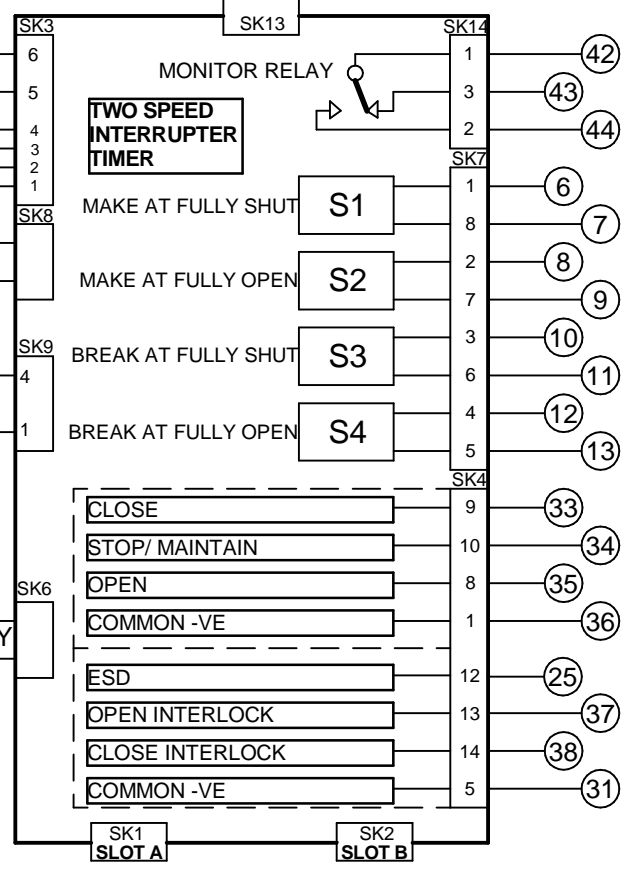 SK13
SK3
6
5
4
3
2
1
SK8
SK9
4
1
SK6
Y
TWO SPEED
INTERRUPTER
TIMER
MONITOR RELAY
SK14
1 42
3 43
2 44
SK7
MAKE AT FULLY SHUT S1 1 6
8 7
MAKE AT FULLY OPEN S2 2 8
7 9
BREAK AT FULLY SHUT S3 3 10
6 11
BREAK AT FULLY OPEN S4 4 12
5 13
SK4
CLOSE 9 33
STOP/ MAINTAIN 10 34
OPEN 8 35
COMMON -VE 1 36
ESD 12 25
OPEN INTERLOCK 13 37
CLOSE INTERLOCK 14 38
COMMON -VE 5 31
SK1
SLOT A
SK2
SLOT B